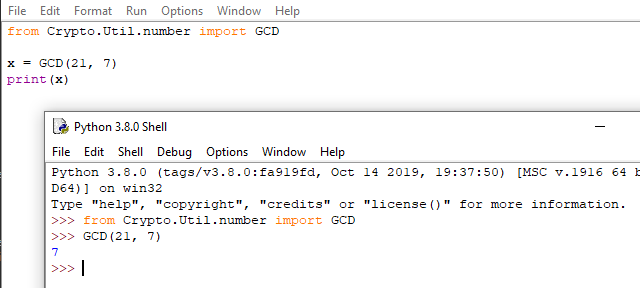 File Edit Format Run Options Window Help
from Crypto.Util.number import GCD
x = GCD(21, 7)
print(x)
Python 3.8.0 Shell
File Edit Shell Debug Options Window Help
Python 3.8.0 (tags/v3.8.0:fa919fd, Oct 14 2019, 19:37:50) [MSC v.1916 64 b
D64)] on win32
Type "help", "copyright", "credits" or "license()" for more information.
>>> from Crypto.Util.number import GCD
>>> GCD(21, 7)
7
>>>